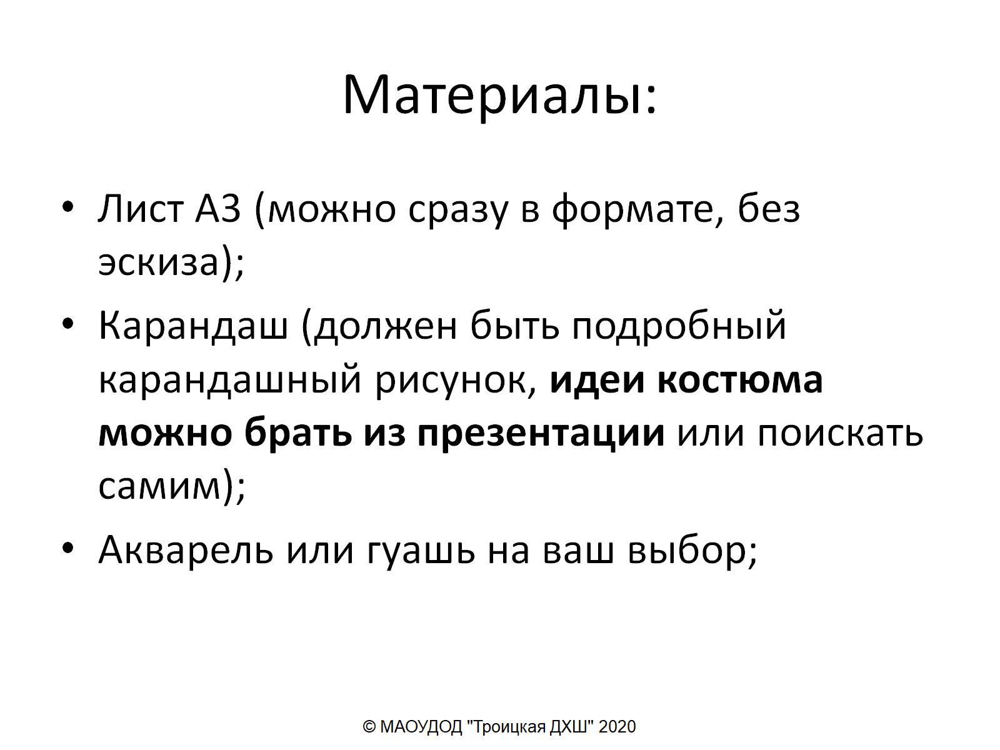 Материалы:
• Лист А3 (можно сразу в формате, без
эскиза);
• Карандаш (должен быть подробный
карандашный рисунок, идеи костюма
можно брать из презентации или поискать
самим);
• Акварель или гуашь на ваш выбор;
© МАОУДОД "Троицкая ДХШ" 2020